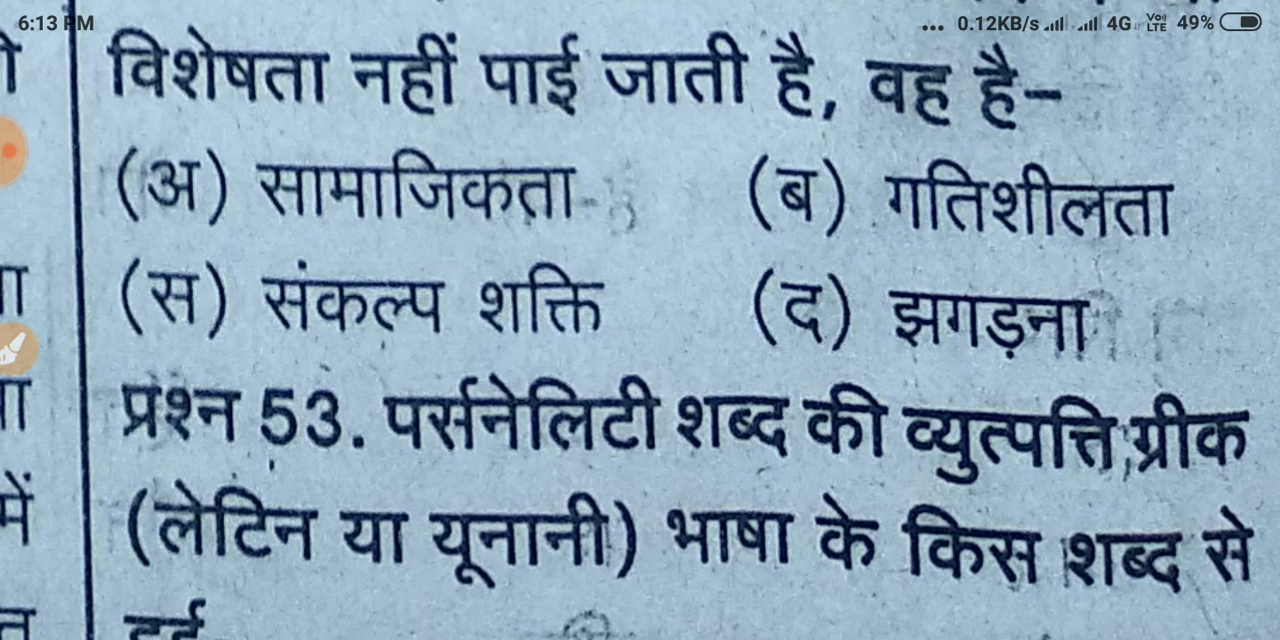 6:13 PM ... 0.12KB/s 4G VoLTE 49%
विशेषता नहीं पाई जाती है, वह है–
(अ) सामाजिकता (ब) गतिशीलता
(स) संकल्प शक्ति (द) झगड़ना
प्रश्न 53. पर्सनेलिटी शब्द की व्युत्पत्ति ग्रीक
(लेटिन या यूनानी) भाषा के किस शब्द से